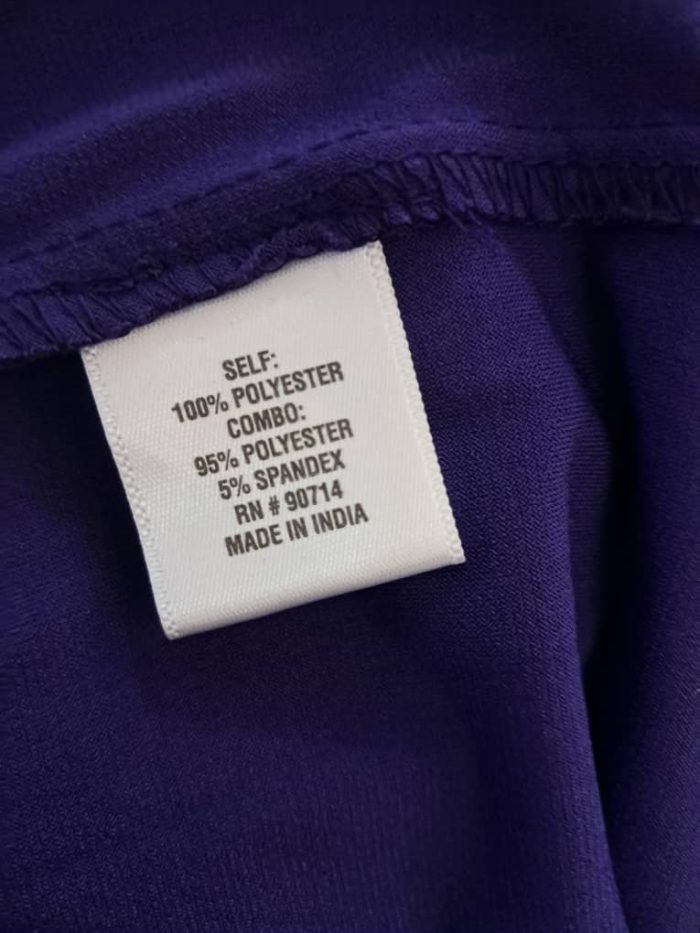 SELF:
100% POLYESTER
COMBO:
95% POLYESTER
5% SPANDEX
RN # 90714
MADE IN INDIA